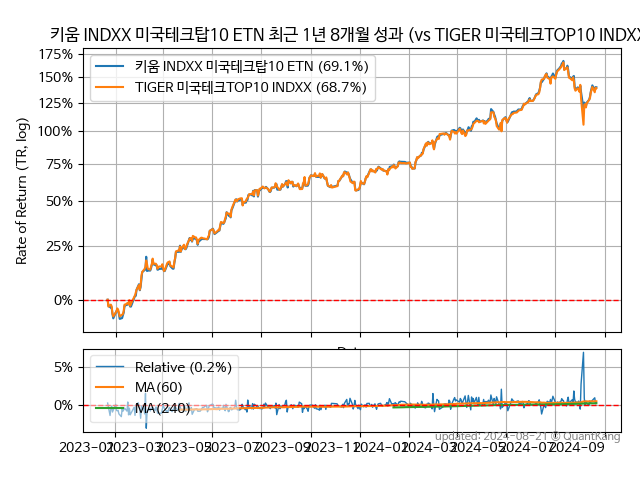 키움 INDXX 미국테크탑10 ETN 최근 1년 8개월 성과 (vs TIGER 미국테크TOP10 INDXX
175%
150%
125%
100%
75%
50%
25%
0%
Rate of Return (TR, log)
키움 INDXX 미국테크탑10 ETN (69.1%)
TIGER 미국테크TOP10 INDXX (68.7%)
5%
0%
Relative (0.2%)
MA(60)
MA(240)
updated: 2024-08-21 © QuantKang
2023-01 2023-03 2023-05 2023-07 2023-09 2023-11 2024-01 2024-03 2024-05 2024-07 2024-09